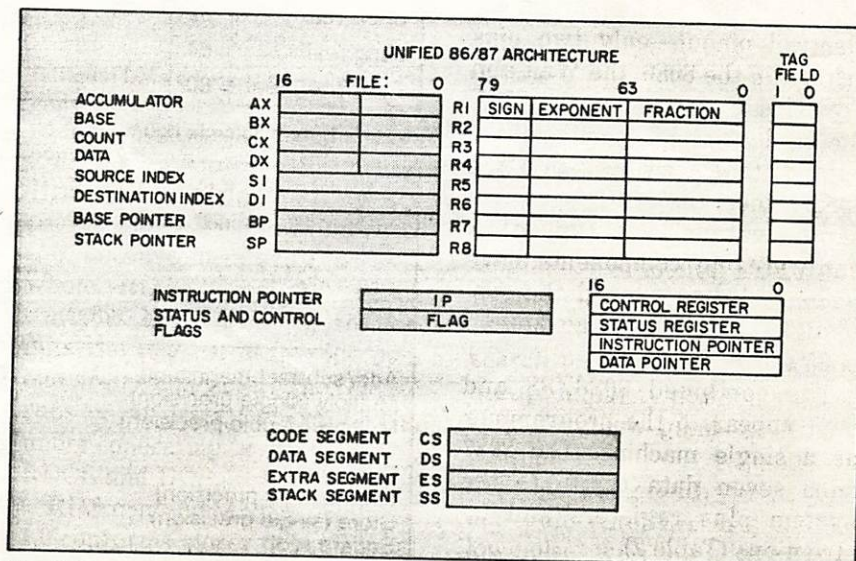 UNIFIED 86/87 ARCHITECTURE
TAG
FIELD
16 FILE: 0 79 63 0 1 0
ACCUMULATOR AX R1 SIGN EXPONENT FRACTION
BASE BX R2
COUNT CX R3
DATA DX R4
SOURCE INDEX SI R5
DESTINATION INDEX DI R6
BASE POINTER BP R7
STACK POINTER SP R8
16 0
INSTRUCTION POINTER IP CONTROL REGISTER
STATUS AND CONTROL FLAG STATUS REGISTER
FLAGS INSTRUCTION POINTER
DATA POINTER
CODE SEGMENT CS
DATA SEGMENT DS
EXTRA SEGMENT ES
STACK SEGMENT SS